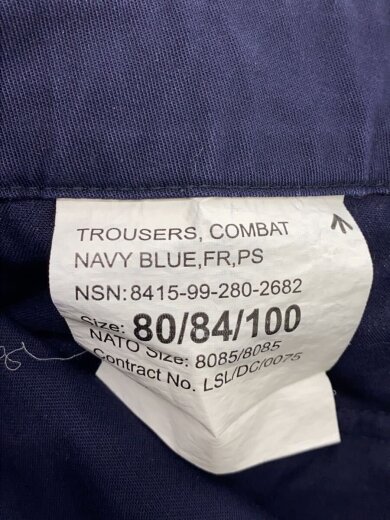 TROUSERS, COMBAT
NAVY BLUE,FR,PS
NSN:8415-99-280-2682
Size: 80/84/100
NATO Size: 8085/8085
Contract No. LSL/DC/0075